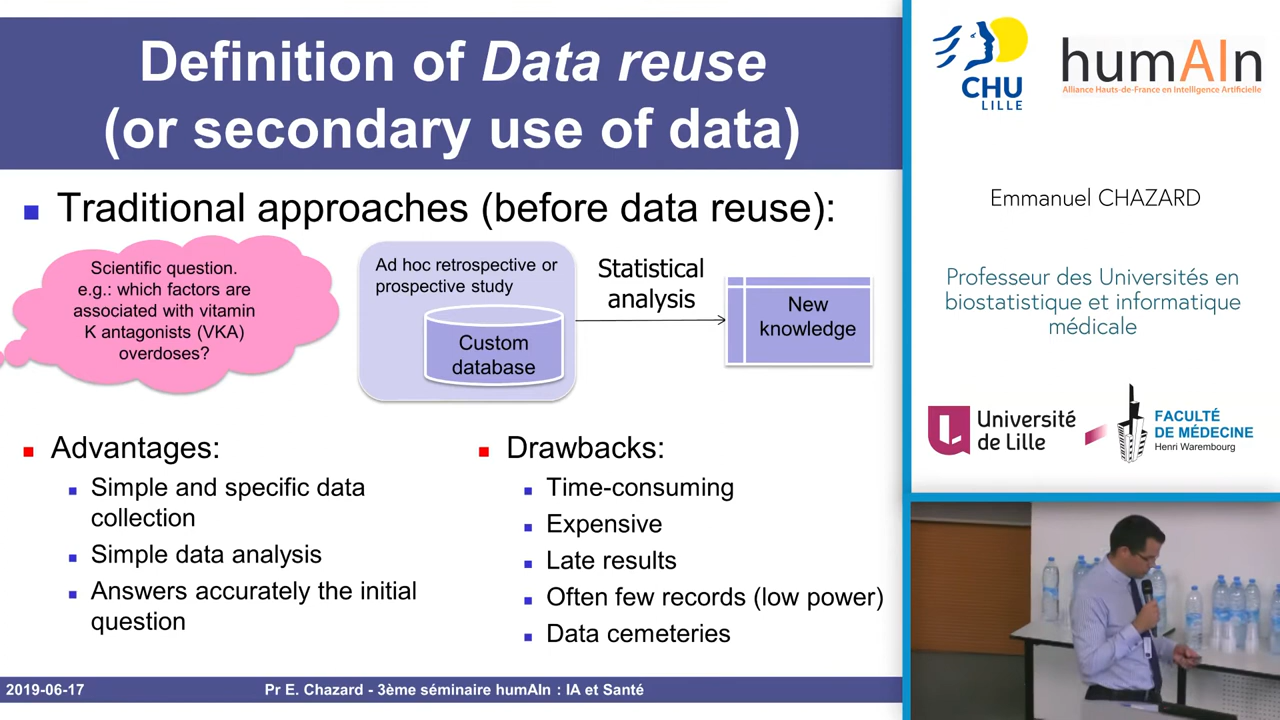 Definition of Data reuse
(or secondary use of data)
Traditional approaches (before data reuse):
Scientific question.
e.g.: which factors are
associated with vitamin
K antagonists (VKA)
overdoses?
Ad hoc retrospective or
prospective study
Custom
database
Statistical
analysis
New
knowledge
Advantages:
Simple and specific data
collection
Simple data analysis
Answers accurately the initial
question
Drawbacks:
Time-consuming
Expensive
Late results
Often few records (low power)
Data cemeteries
2019-06-17
Pr E. Chazard - 3ème séminaire humAIn : IA et Santé
CHU
LILLE
humAIn
Alliance Hauts-de-France en Intelligence Artificielle
Emmanuel CHAZARD
Professeur des Universités en
biostatistique et informatique
médicale
Université
de Lille
FACULTÉ
DE MÉDECINE
Henri Warembourg